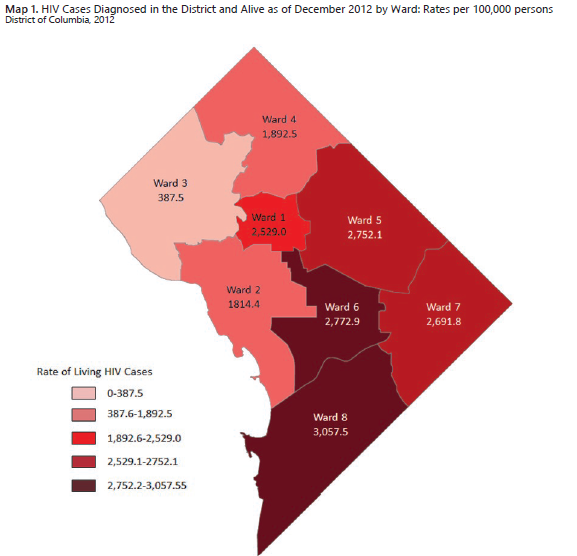 Map 1. HIV Cases Diagnosed in the District and Alive as of December 2012 by Ward: Rates per 100,000 persons
District of Columbia, 2012
Ward 4
1,892.5
Ward 3
387.5
Ward 1
2,529.0
Ward 5
2,752.1
Ward 2
1814.4
Ward 6
2,772.9
Ward 7
2,691.8
Rate of Living HIV Cases
0-387.5
387.6-1,892.5
1,892.6-2,529.0
2,529.1-2752.1
2,752.2-3,057.55
Ward 8
3,057.5